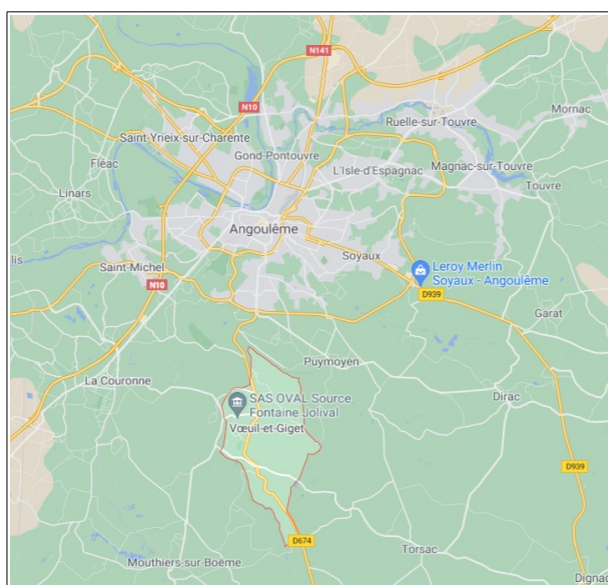 N141
N10
Mornac
Ruelle-sur-Touvre
Saint-Yrieix-sur-Charente
Gond-Pontouvre
Fléac
L'Isle-d'Espagnac
Magnac-sur-Touvre
Touvre
Linars
Angoulême
Soyaux
lis
Saint-Michel
Leroy Merlin
Soyaux - Angoulême
N10
D939
Garat
Puymoyen
La Couronne
Dirac
SAS OVAL Source
Fontaine Jolival
Vœuil-et-Giget
D939
D674
Torsac
Mouthiers-sur-Boëme
Dignac